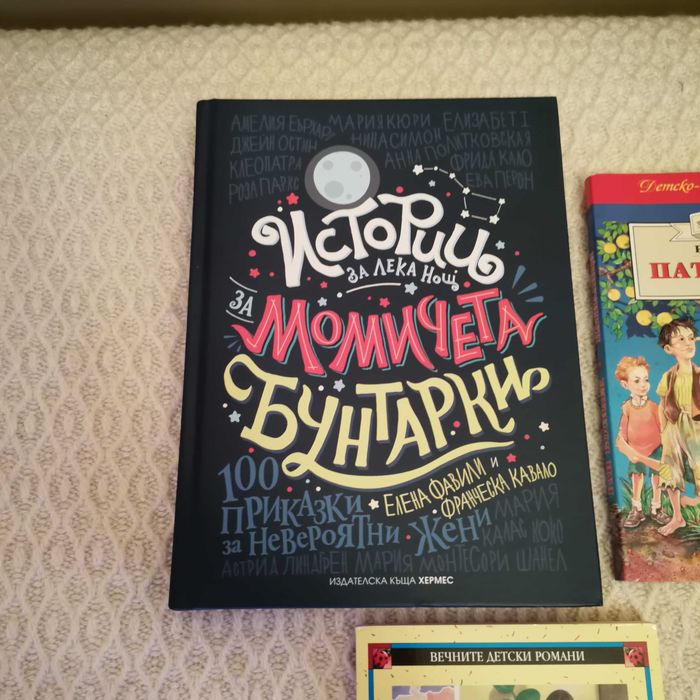 АМЕЛИЯ ЕЪРХАРТ МАРИЯ КЮРИ ЕЛИЗАБЕТ I
ДЖЕЙН ОСТИН НИНА СИМОН ПОЛИТКОВСКАЯ
КЛЕОПАТРА АННА ФРИДА КАЛО
РОЗА ПАРКС ЕВА ПЕРОН
ИСТОРИИ
ЗА ЛЕКА НОЩ
ЗА
МОМИЧЕТА
БУНТАРКИ
100
ПРИКАЗКИ
за НЕВЕРОЯТНИ ЖЕНИ
ЕЛЕНА ФАВИЛИ и
ФРАНЧЕСКА КАВАЛО
МАРИЯ
КАЛАС КОКО
АСТРИД ЛИНДГРЕН МАРИЯ МОНТЕСОРИ ШАНЕЛ
ИЗДАТЕЛСКА КЪЩА ХЕРМЕС
Детско-
ПАТ
ВЕЧНИТЕ ДЕТСКИ РОМАНИ